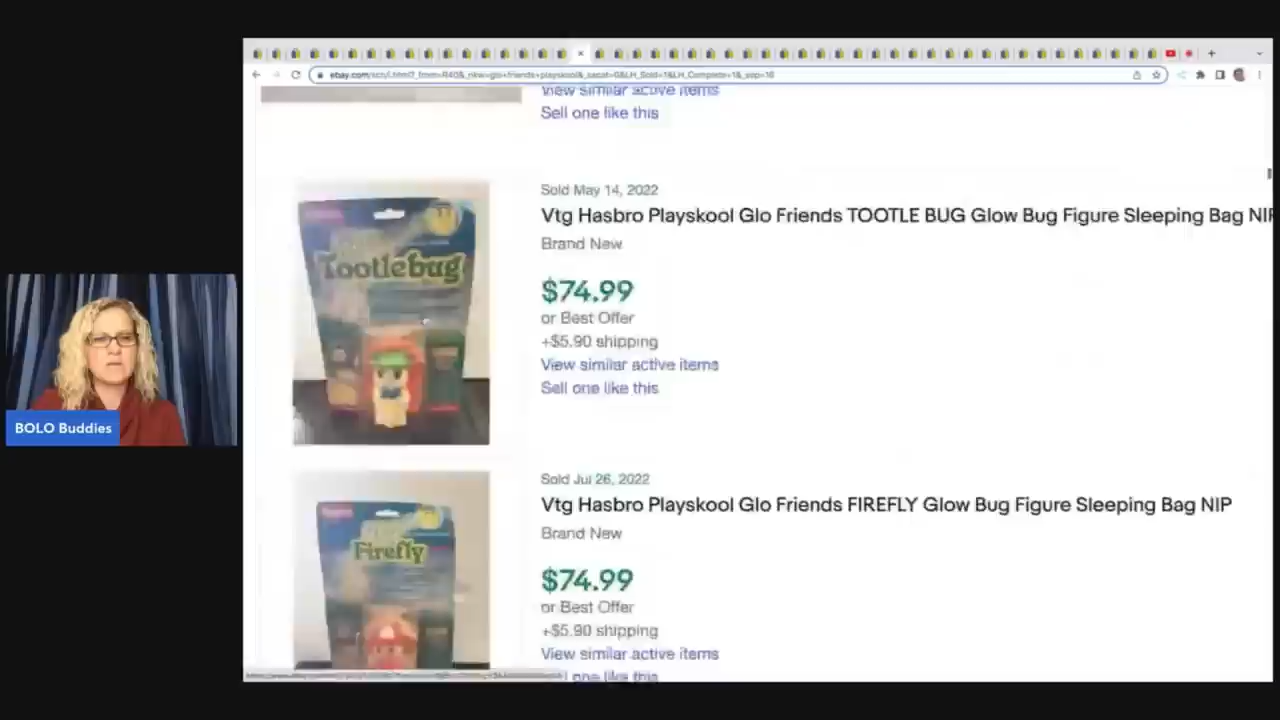 View similar active items
Sell one like this
Sold May 14, 2022
Vtg Hasbro Playskool Glo Friends TOOTLE BUG Glow Bug Figure Sleeping Bag NIP
Brand New
Tootlebug
$74.99
or Best Offer
+$5.90 shipping
View similar active items
Sell one like this
BOLO Buddies
Sold Jul 26, 2022
Vtg Hasbro Playskool Glo Friends FIREFLY Glow Bug Figure Sleeping Bag NIP
Brand New
Firefly
$74.99
or Best Offer
+$5.90 shipping
View similar active items
one like this